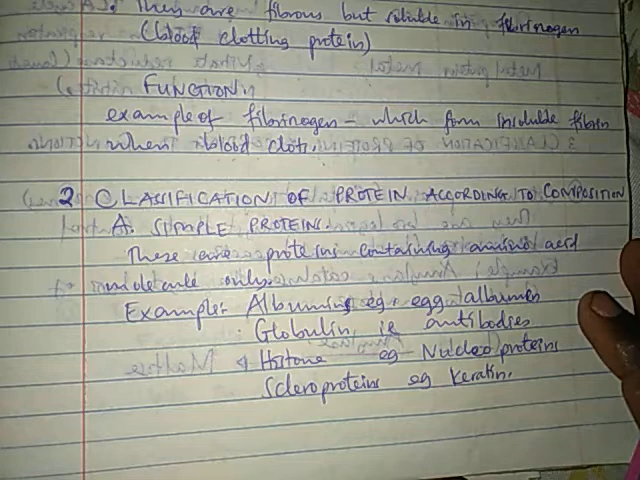 They are fibrous but soluble in fibrinogen
(blood clotting protein)
FUNCTION:
example of fibrinogen - which form insoluble fibrin
when blood clot.
2 CLASSIFICATION OF PROTEIN ACCORDING TO COMPOSITION
A. SIMPLE PROTEINS
These are proteins containing amino acid
molecule only.
Example: Albumins eg. egg albumen
Globulin ie antibodies
Histone eg Nucleoproteins
Scleroproteins eg Keratin.